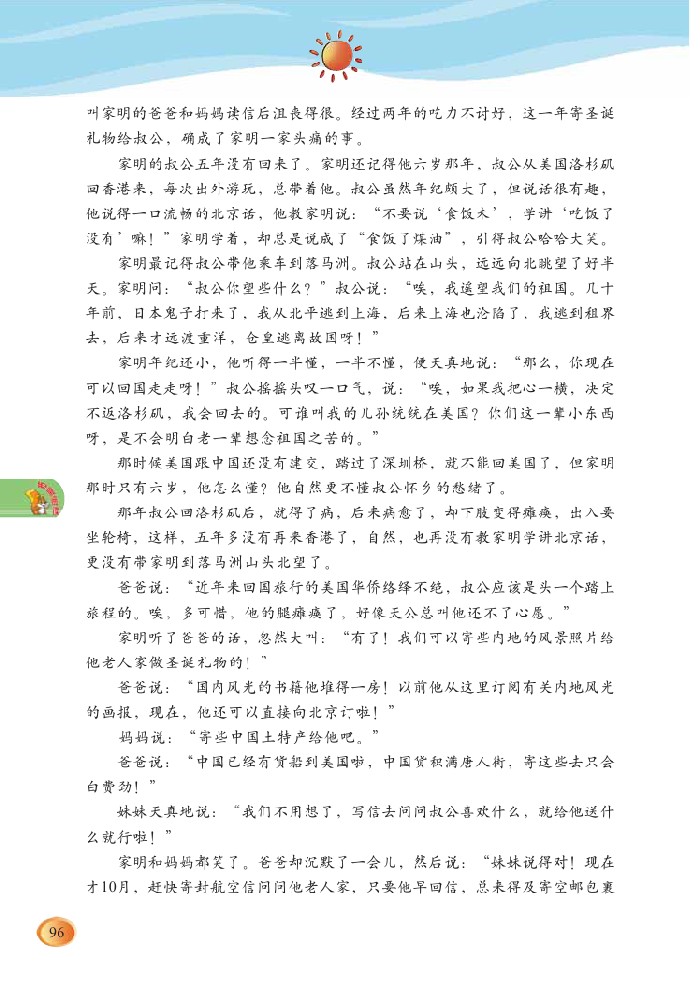 叫家明的爸爸和妈妈读信后沮丧得很。经过两年的吃力不讨好，这一年寄圣诞
礼物给叔公，确成了家明一家头痛的事。
家明的叔公五年没有回来了。家明还记得他六岁那年，叔公从美国洛杉矶
回香港来，每次出外游玩，总带着他。叔公虽然年纪颇大了，但说话很有趣，
他说得一口流畅的北京话，他教家明说：“不要说‘食饭未’，学讲‘吃饭了
没有’嘛！”家明学着，却总是说成了“食饭了煤油”，引得叔公哈哈大笑。
家明最记得叔公带他乘车到落马洲。叔公站在山头，远远向北眺望了好半
天。家明问：“叔公你望些什么？”叔公说：“唉，我遥望我们的祖国。几十
年前，日本鬼子打来了，我从北平逃到上海，后来上海也沦陷了，我逃到租界
去，后来才远渡重洋，仓皇逃离故国呀！”
家明年纪还小，他听得一半懂，一半不懂，便天真地说：“那么，你现在
可以回国走走呀！”叔公摇摇头叹一口气，说：“唉，如果我把心一横，决定
不返洛杉矶，我会回去的。可谁叫我的儿孙统统在美国？你们这一辈小东西
呀，是不会明白老一辈想念祖国之苦的。”
那时候美国跟中国还没有建交，踏过了深圳桥，就不能回美国了，但家明
那时只有六岁，他怎么懂？他自然更不懂叔公怀乡的愁绪了。
那年叔公回洛杉矶后，就得了病，后来病愈了，却下肢变得瘫痪，出入要
坐轮椅，这样，五年多没有再来香港了，自然，也再没有教家明学讲北京话，
更没有带家明到落马洲山头北望了。
爸爸说：“近年来回国旅行的美国华侨络绎不绝，叔公应该是头一个踏上
旅程的。唉，多可惜，他的腿瘫痪了，好像天公总叫他还不了心愿。”
家明听了爸爸的话，忽然大叫：“有了！我们可以寄些内地的风景照片给
他老人家做圣诞礼物的！”
爸爸说：“国内风光的书籍他堆得一房！以前他从这里订阅有关内地风光
的画报，现在，他还可以直接向北京订啦！”
妈妈说：“寄些中国土特产给他吧。”
爸爸说：“中国已经有货船到美国啦，中国货积满唐人街，寄这些去只会
白费劲！”
妹妹天真地说：“我们不用想了，写信去问问叔公喜欢什么，就给他送什
么就行啦！”
家明和妈妈都笑了。爸爸却沉默了一会儿，然后说：“妹妹说得对！现在
才10月，赶快寄封航空信问问他老人家，只要他早回信，总来得及寄空邮包裹
96